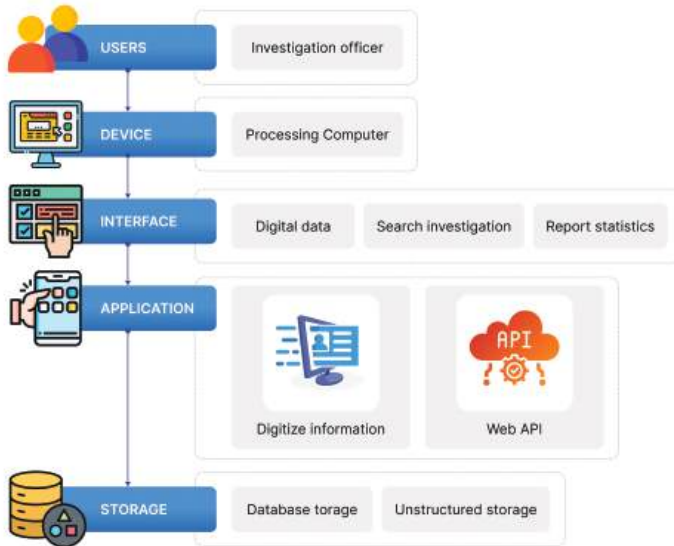 USERS
Investigation officer
DEVICE
Processing Computer
INTERFACE
Digital data
Search investigation
Report statistics
APPLICATION
API
Digitize information
Web API
STORAGE
Database torage
Unstructured storage